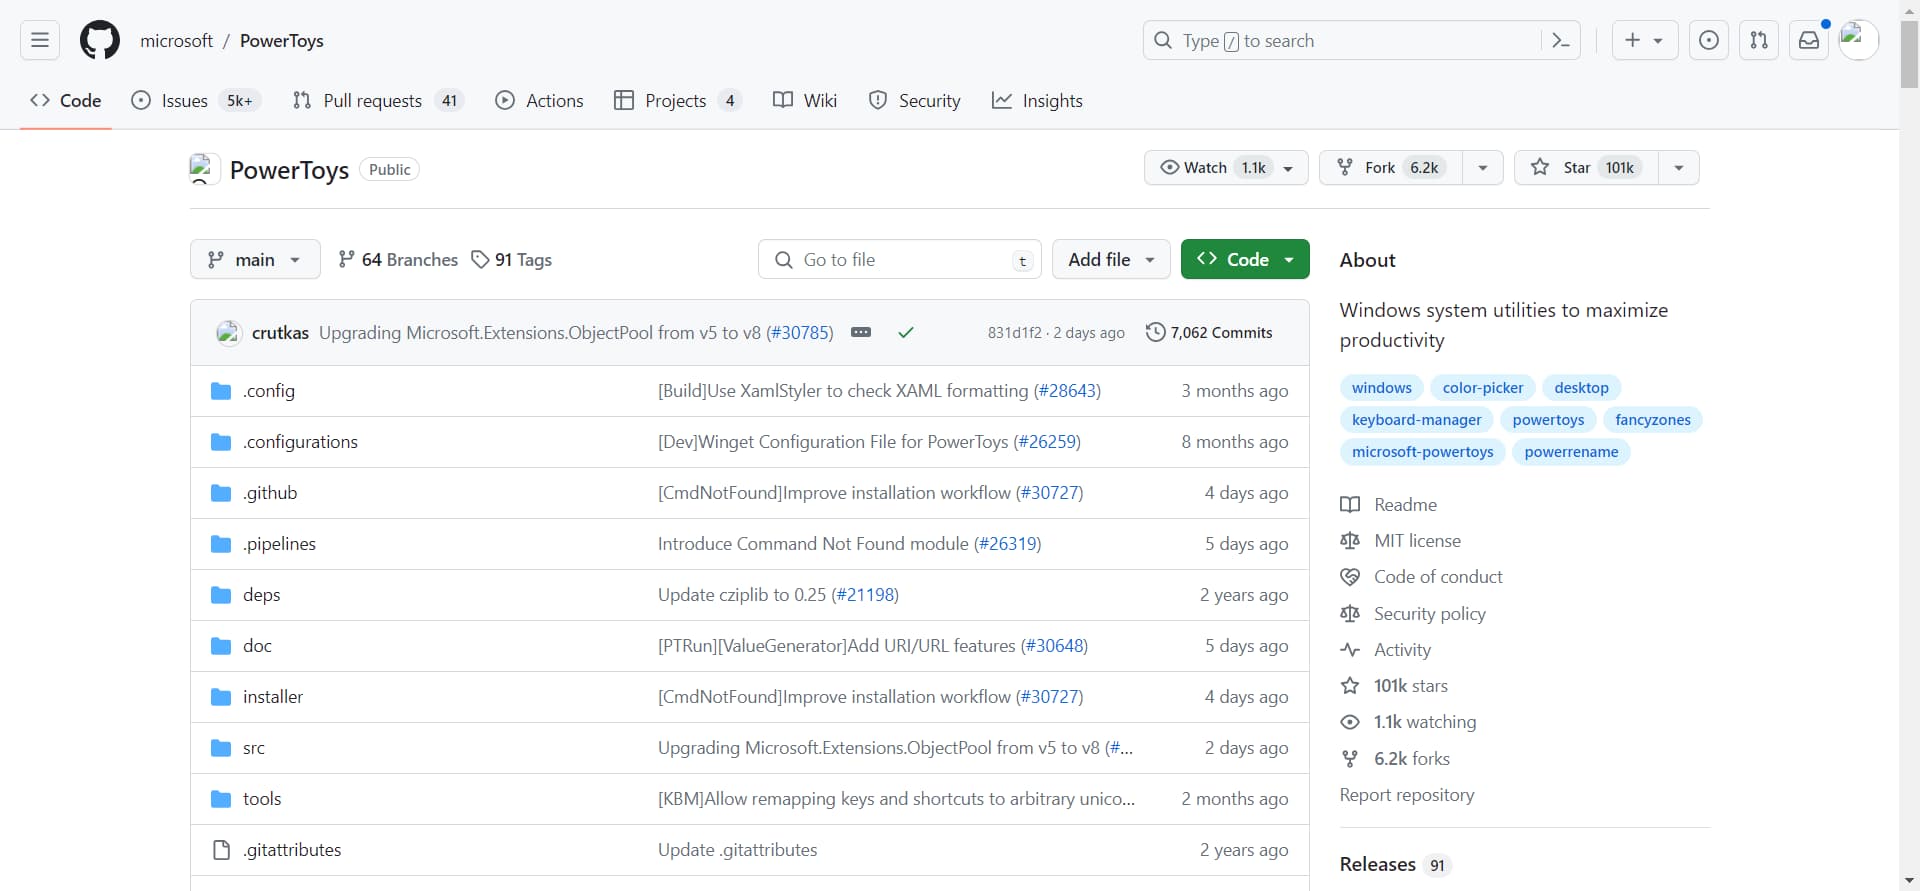 microsoft / PowerToys
Type / to search
Code
Issues 5k+
Pull requests 41
Actions
Projects 4
Wiki
Security
Insights
PowerToys Public
Watch 1.1k
Fork 6.2k
Star 101k
main
64 Branches
91 Tags
Go to file t
Add file
Code
crutkas Upgrading Microsoft.Extensions.ObjectPool from v5 to v8 (#30785) 831d1f2 · 2 days ago 7,062 Commits
.config [Build]Use XamlStyler to check XAML formatting (#28643) 3 months ago
.configurations [Dev]Winget Configuration File for PowerToys (#26259) 8 months ago
.github [CmdNotFound]Improve installation workflow (#30727) 4 days ago
.pipelines Introduce Command Not Found module (#26319) 5 days ago
deps Update cziplib to 0.25 (#21198) 2 years ago
doc [PTRun][ValueGenerator]Add URI/URL features (#30648) 5 days ago
installer [CmdNotFound]Improve installation workflow (#30727) 4 days ago
src Upgrading Microsoft.Extensions.ObjectPool from v5 to v8 (#... 2 days ago
tools [KBM]Allow remapping keys and shortcuts to arbitrary unico... 2 months ago
.gitattributes Update .gitattributes 2 years ago
About
Windows system utilities to maximize
productivity
windows color-picker desktop
keyboard-manager powertoys fancyzones
microsoft-powertoys powerrename
Readme
MIT license
Code of conduct
Security policy
Activity
101k stars
1.1k watching
6.2k forks
Report repository
Releases 91